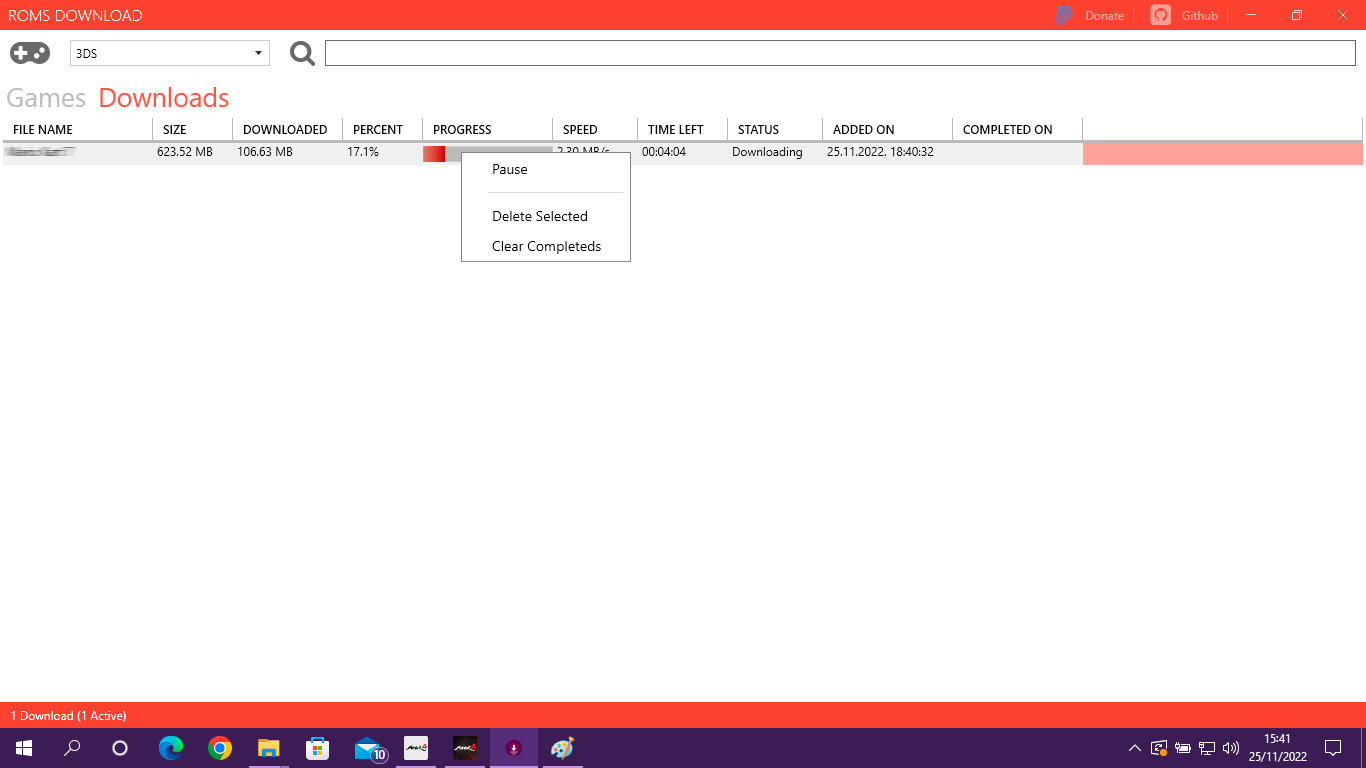 ROMS DOWNLOAD Donate Github
3DS
Games Downloads
FILE NAME SIZE DOWNLOADED PERCENT PROGRESS SPEED TIME LEFT STATUS ADDED ON COMPLETED ON
623.52 MB 106.63 MB 17.1% 2.30 MB/s 00:04:04 Downloading 25.11.2022. 18:40:32
Pause
Delete Selected
Clear Completeds
1 Download (1 Active)
10
15:41
25/11/2022